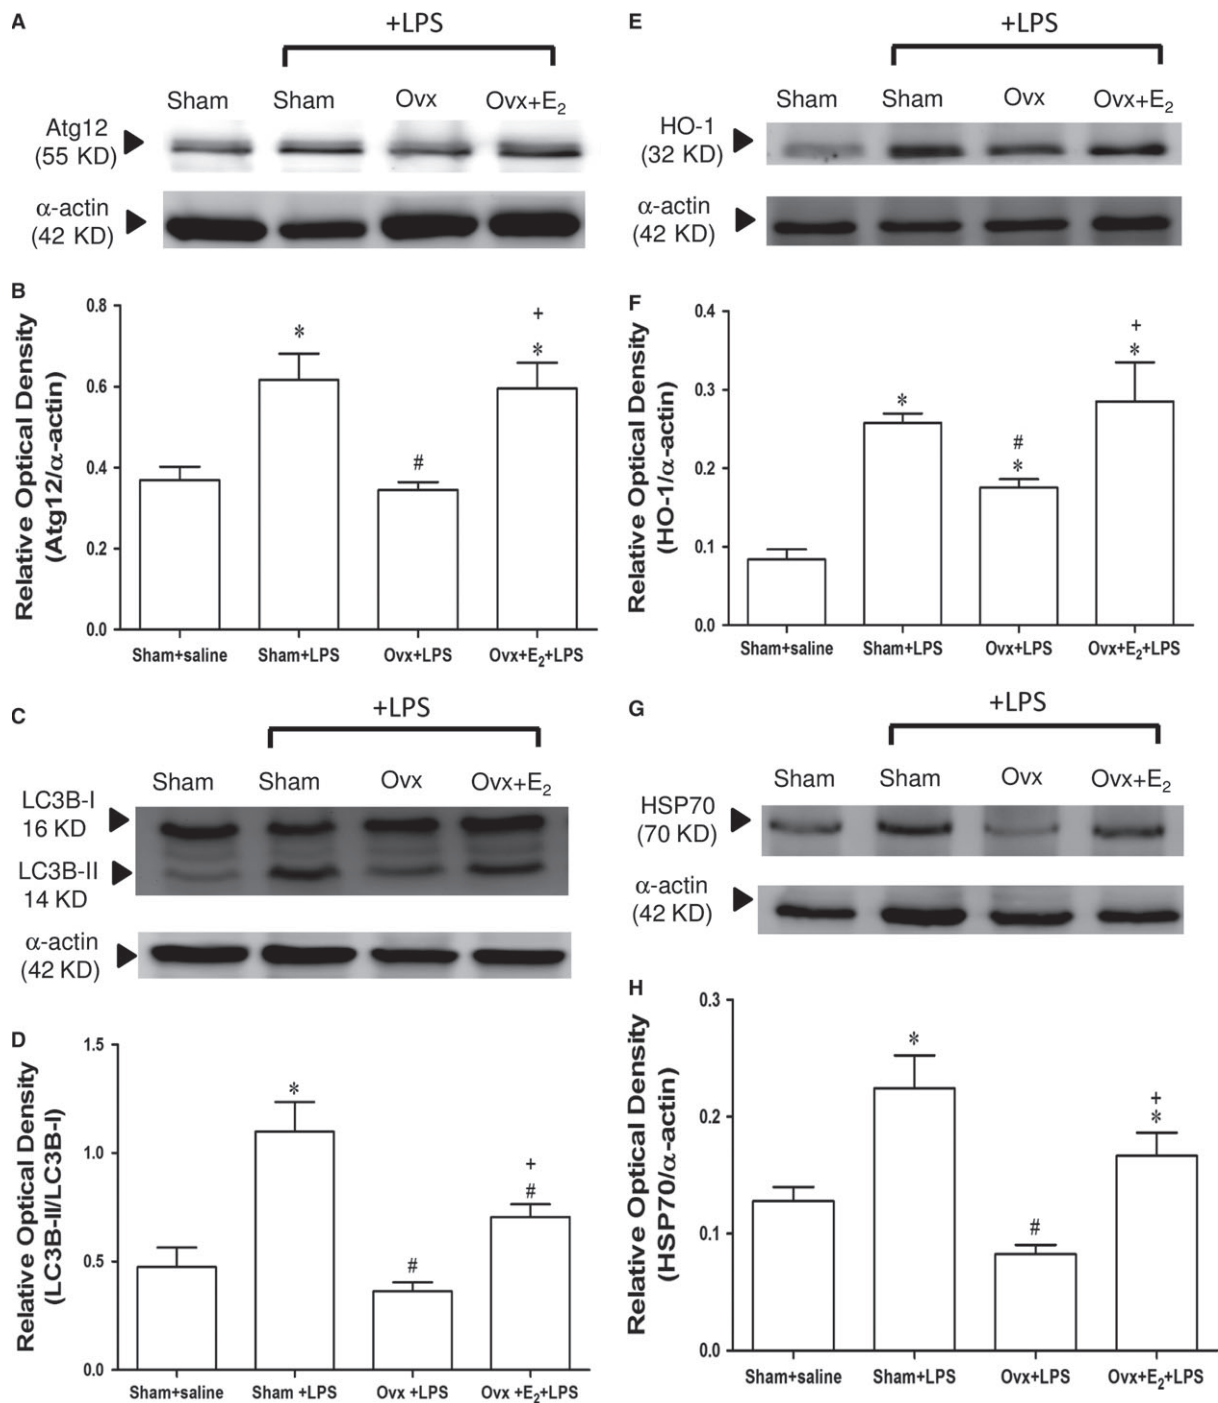 A
+LPS
Sham Sham Ovx Ovx+E₂
Atg12
(55 KD)
α-actin
(42 KD)
B
Relative Optical Density
(Atg12/α-actin)
0.8
0.6
0.4
0.2
0.0
*
#
+
*
Sham+saline Sham+LPS Ovx+LPS Ovx+E₂+LPS
C
+LPS
Sham Sham Ovx Ovx+E₂
LC3B-I
16 KD
LC3B-II
14 KD
α-actin
(42 KD)
D
Relative Optical Density
(LC3B-II/LC3B-I)
1.5
1.0
0.5
0.0
*
#
+
#
Sham+saline Sham +LPS Ovx +LPS Ovx +E₂+LPS
E
+LPS
Sham Sham Ovx Ovx+E₂
HO-1
(32 KD)
α-actin
(42 KD)
F
Relative Optical Density
(HO-1/α-actin)
0.4
0.3
0.2
0.1
0.0
*
#
*
+
*
Sham+saline Sham+LPS Ovx+LPS Ovx+E₂+LPS
G
+LPS
Sham Sham Ovx Ovx+E₂
HSP70
(70 KD)
α-actin
(42 KD)
H
Relative Optical Density
(HSP70/α-actin)
0.3
0.2
0.1
0.0
*
#
+
*
Sham+saline Sham+LPS Ovx+LPS Ovx+E₂+LPS